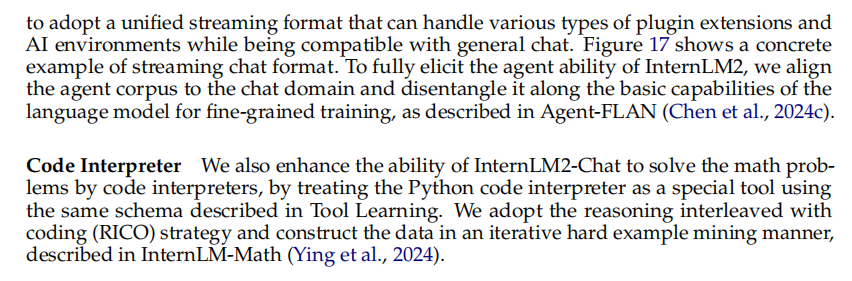 to adopt a unified streaming format that can handle various types of plugin extensions and
AI environments while being compatible with general chat. Figure 17 shows a concrete
example of streaming chat format. To fully elicit the agent ability of InternLM2, we align
the agent corpus to the chat domain and disentangle it along the basic capabilities of the
language model for fine-grained training, as described in Agent-FLAN (Chen et al., 2024c).
Code Interpreter We also enhance the ability of InternLM2-Chat to solve the math prob-
lems by code interpreters, by treating the Python code interpreter as a special tool using
the same schema described in Tool Learning. We adopt the reasoning interleaved with
coding (RICO) strategy and construct the data in an iterative hard example mining manner,
described in InternLM-Math (Ying et al., 2024).